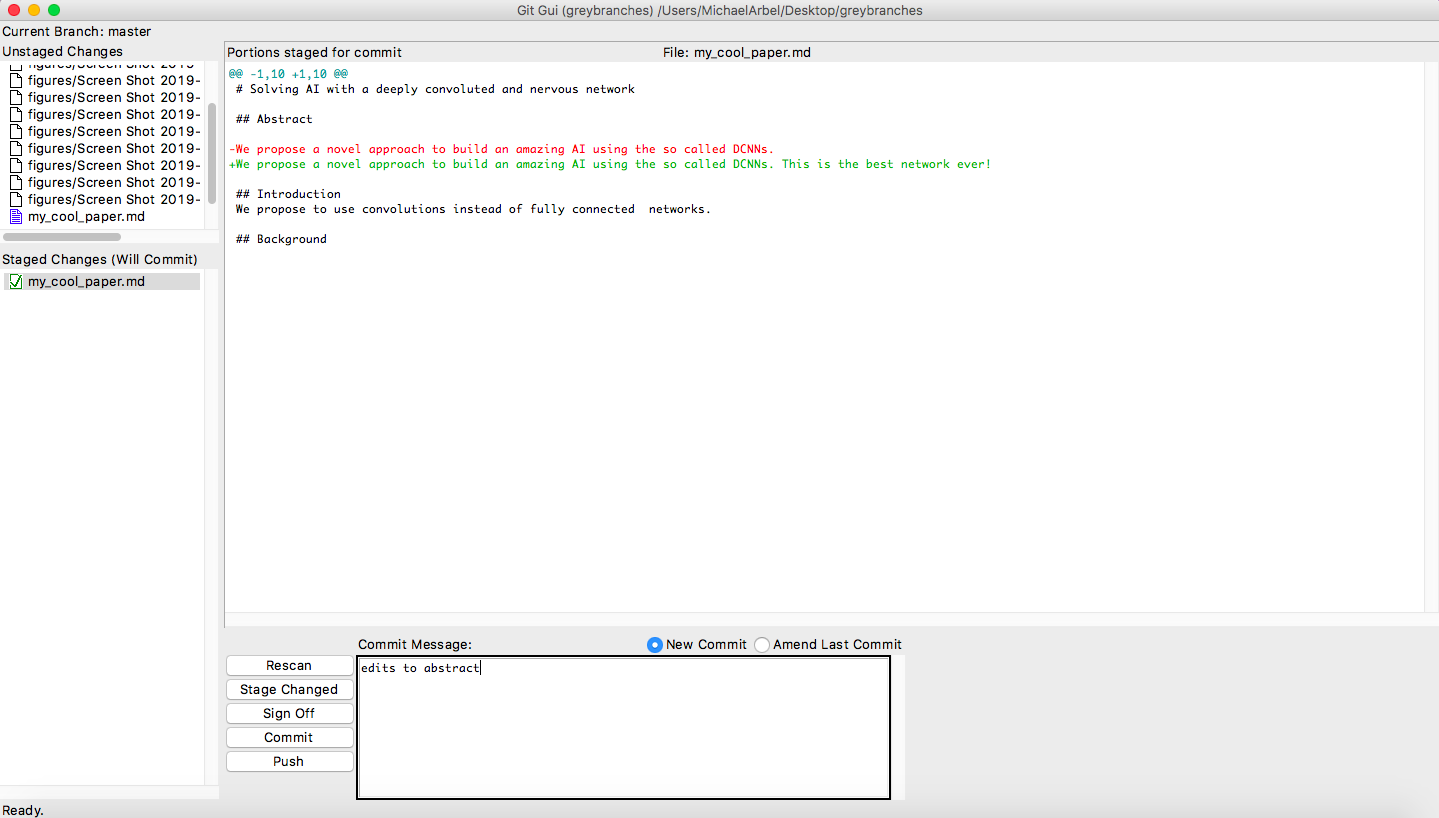 Git Gui (greybranches) /Users/MichaelArbel/Desktop/greybranches
Current Branch: master
Unstaged Changes
figures/Screen Shot 2019-
figures/Screen Shot 2019-
figures/Screen Shot 2019-
figures/Screen Shot 2019-
figures/Screen Shot 2019-
figures/Screen Shot 2019-
figures/Screen Shot 2019-
figures/Screen Shot 2019-
figures/Screen Shot 2019-
my_cool_paper.md
Staged Changes (Will Commit)
my_cool_paper.md
Portions staged for commit File: my_cool_paper.md
@@ -1,10 +1,10 @@
# Solving AI with a deeply convoluted and nervous network
## Abstract
-We propose a novel approach to build an amazing AI using the so called DCNNs.
+We propose a novel approach to build an amazing AI using the so called DCNNs. This is the best network ever!
## Introduction
We propose to use convolutions instead of fully connected  networks.
## Background
Commit Message: New Commit Amend Last Commit
Rescan
Stage Changed
Sign Off
Commit
Push
edits to abstract
Ready.